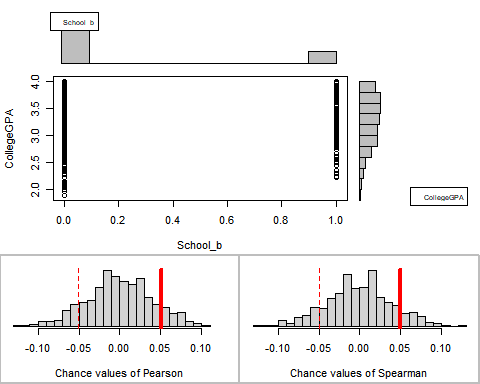 School_b
CollegeGPA
4.0
3.5
3.0
2.5
2.0
0.0 0.2 0.4 0.6 0.8 1.0
School_b
CollegeGPA
-0.10 -0.05 0.00 0.05 0.10
Chance values of Pearson
-0.10 -0.05 0.00 0.05 0.10
Chance values of Spearman